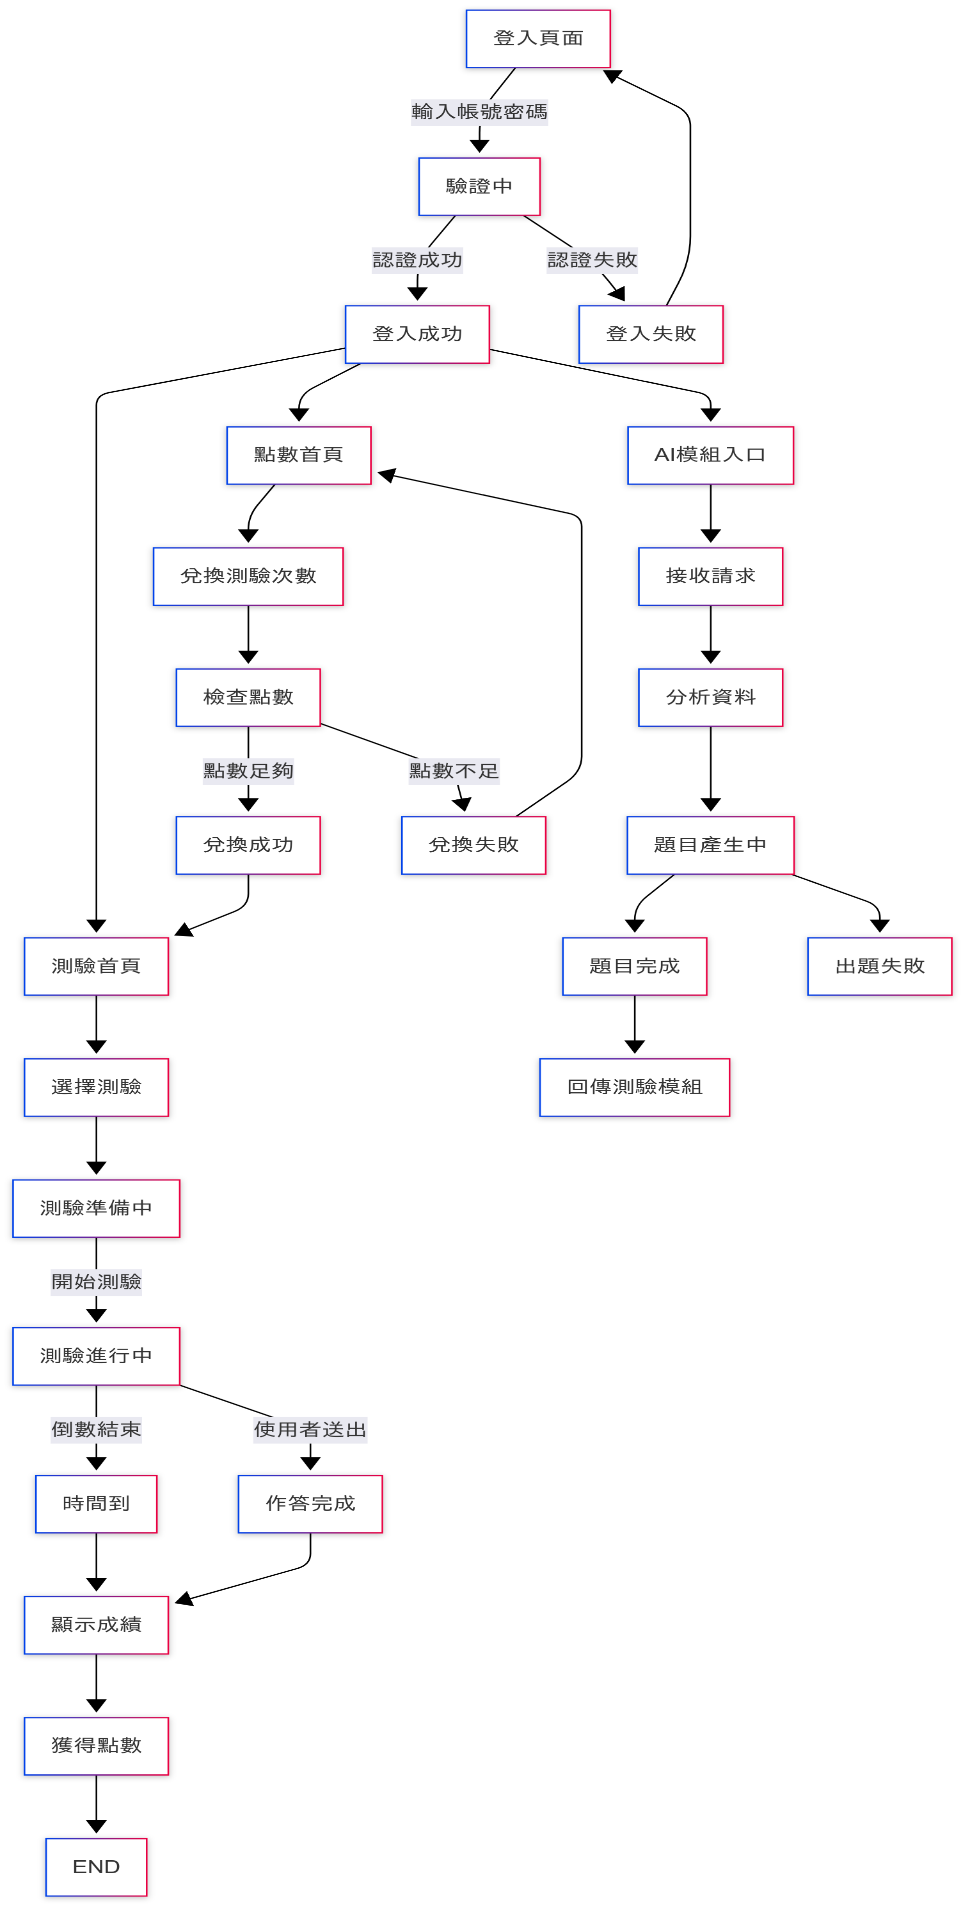 登入頁面
輸入帳號密碼
驗證中
認證成功
認證失敗
登入成功
登入失敗
點數首頁
AI模組入口
兌換測驗次數
接收請求
檢查點數
分析資料
點數足夠
點數不足
兌換成功
兌換失敗
題目產生中
測驗首頁
題目完成
出題失敗
選擇測驗
回傳測驗模組
測驗準備中
開始測驗
測驗進行中
倒數結束
使用者送出
時間到
作答完成
顯示成績
獲得點數
END